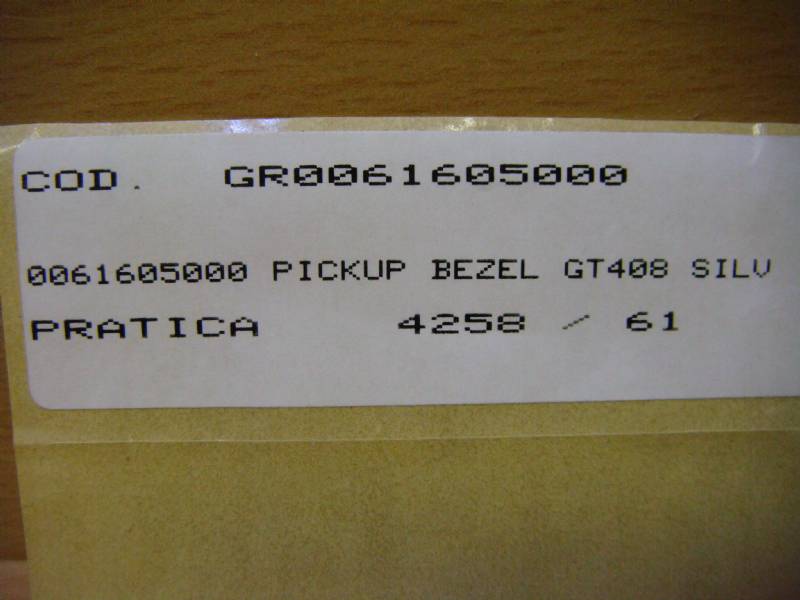 COD. GR0061605000
0061605000 PICKUP BEZEL GT408 SILV
PRATICA 4258 / 61